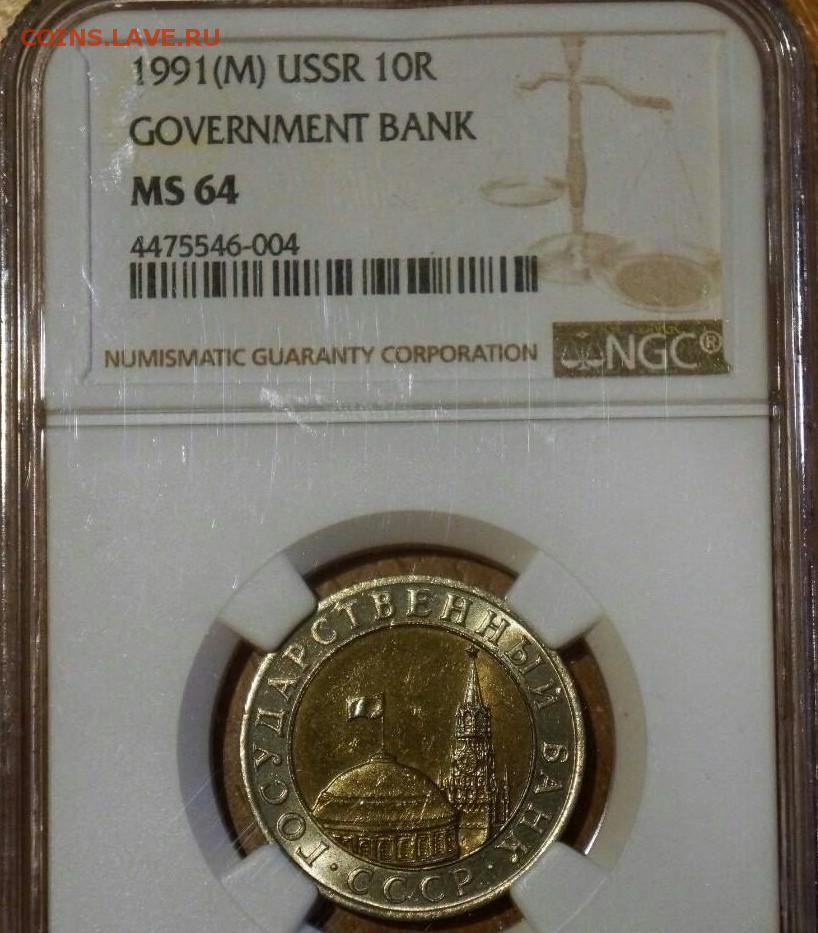 COINS.LAVE.RU
1991(M) USSR 10R
GOVERNMENT BANK
MS 64
4475546-004
NUMISMATIC GUARANTY CORPORATION
NGC®
ГОСУДАРСТВЕННЫЙ БАНК
· СССР ·